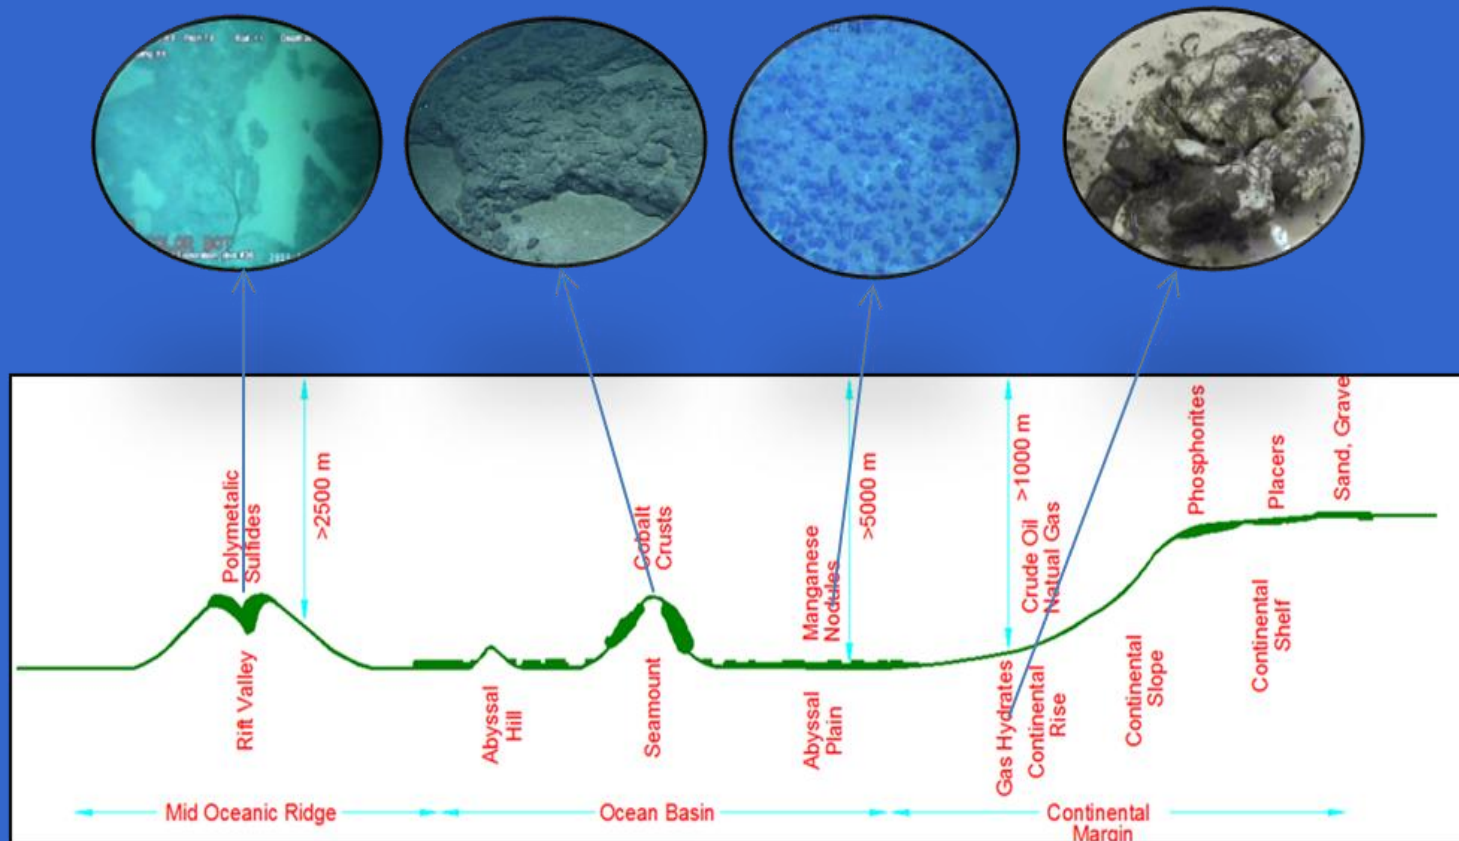 Polymetalic
Sulfides
>2500 m
Cobalt
Crusts
Manganese
Nodules
>5000 m
>1000 m
Crude Oil
Natual Gas
Phosphorites
Placers
Sand, Grave
Rift Valley
Abyssal
Hill
Seamount
Abyssal
Plain
Gas Hydrates
Continental
Rise
Continental
Slope
Continental
Shelf
Mid Oceanic Ridge
Ocean Basin
Continental
Margin